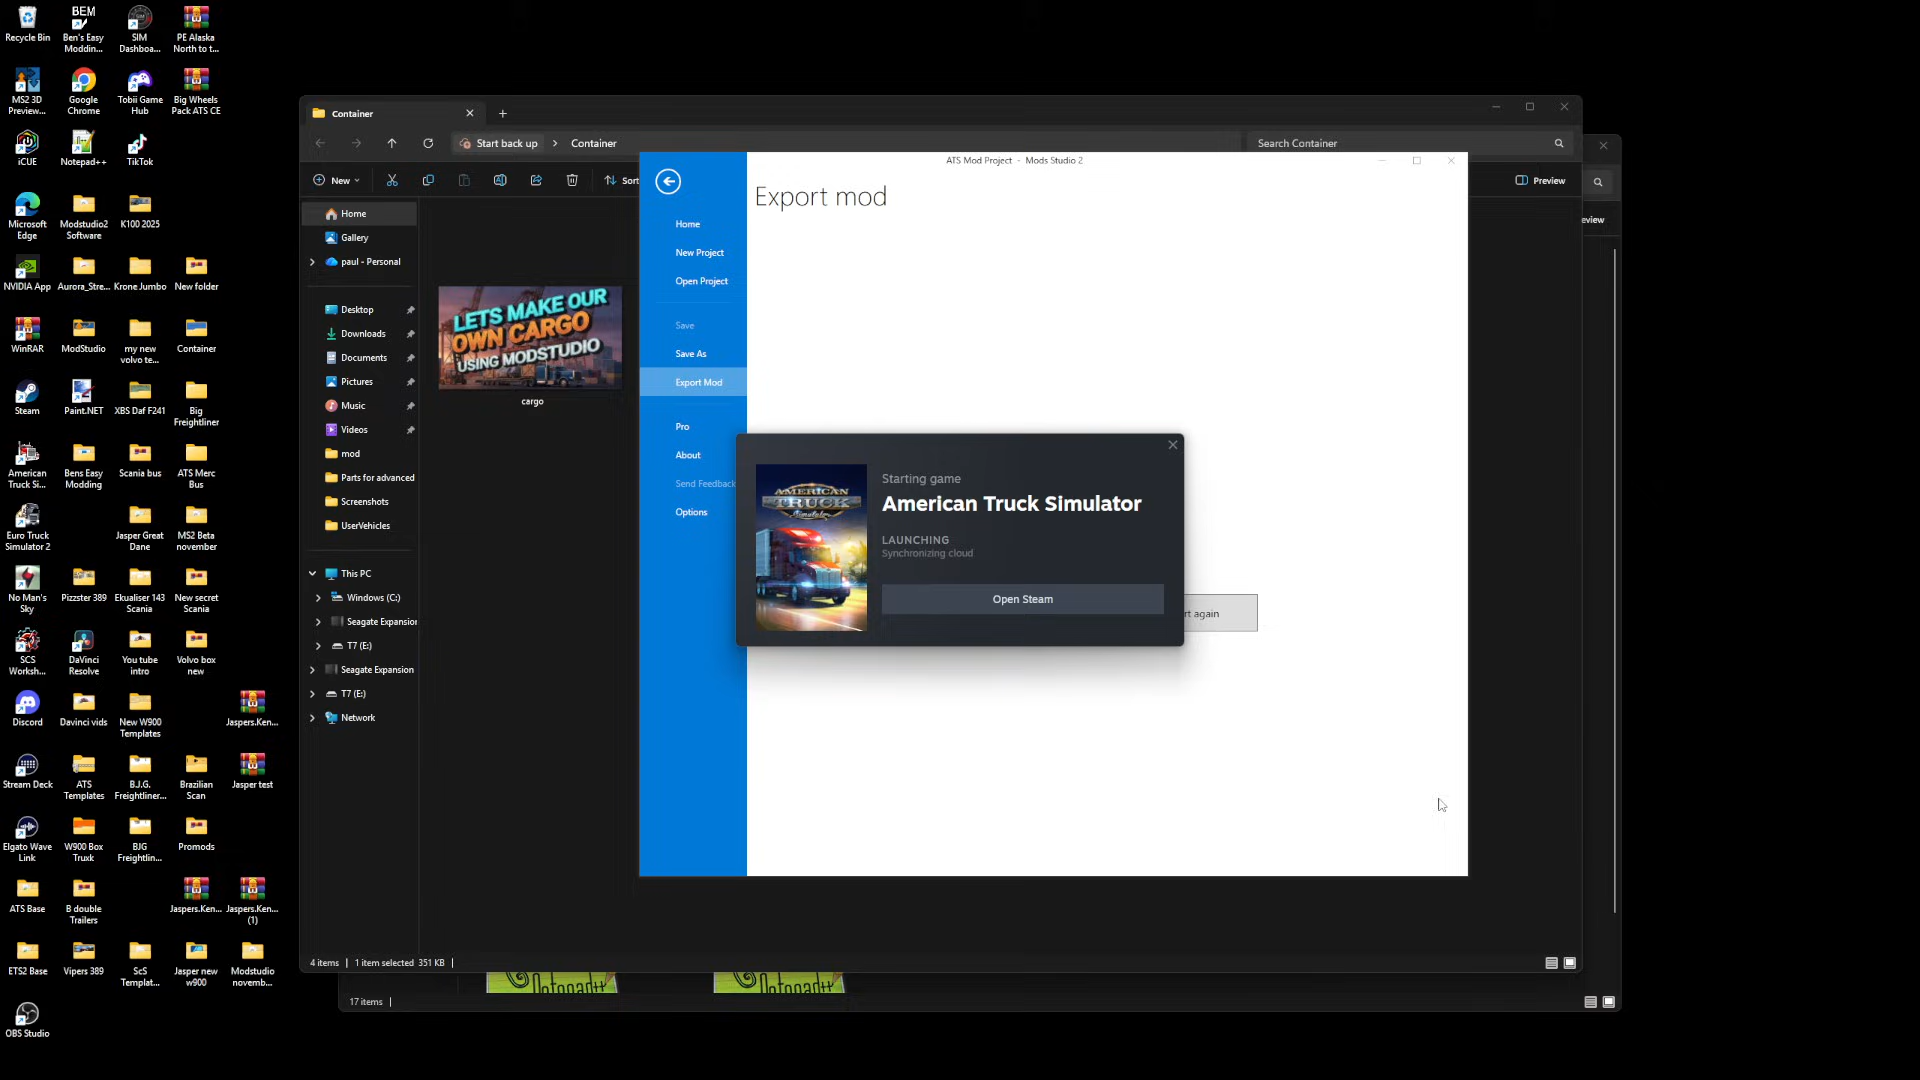 Recycle Bin
Ben's Easy
Moddin...
SIM
Dashboa...
PE Alaska
North to t...
MS2 3D
Preview...
Google
Chrome
Tobii Game
Hub
Big Wheels
Pack ATS CE
iCUE
Notepad++
TikTok
Microsoft
Edge
Modstudio2
Software
K100 2025
NVIDIA App
Aurora_Stre...
Krone Jumbo
New folder
WinRAR
ModStudio
my new
volvo te...
Container
Steam
Paint.NET
XBS Daf F241
Big
Freightliner
American
Truck Si...
Bens Easy
Modding
Scania bus
ATS Merc
Bus
Euro Truck
Simulator 2
Jasper Great
Dane
MS2 Beta
november
No Man's
Sky
Pizzster 389
Ekualiser 143
Scania
New secret
Scania
SCS
Worksh...
DaVinci
Resolve
You tube
intro
Volvo box
new
Discord
Davinci vids
New W900
Templates
Jaspers.Ken...
Stream Deck
ATS
Templates
B.J.G.
Freightliner...
Brazilian
Scan
Jasper test
Elgato Wave
Link
W900 Box
Truxk
BJG
Freightlin...
Promods
ATS Base
B double
Trailers
Jaspers.Ken...
Jaspers.Ken...
(1)
ETS2 Base
Vipers 389
ScS
Templat...
Jasper new
w900
Modstudio
novemb...
OBS Studio
Container
Start back up
Container
Search Container
New
Sort
Preview
eview
Home
Gallery
paul - Personal
Desktop
Downloads
Documents
Pictures
Music
Videos
mod
Parts for advanced
Screenshots
UserVehicles
This PC
Windows (C:)
Seagate Expansion
T7 (E:)
Seagate Expansion
T7 (E:)
Network
LETS MAKE OUR
OWN CARGO
USING MODSTUDIO
cargo
4 items
1 item selected 351 KB
17 items
ATS Mod Project - Mods Studio 2
Export mod
Home
New Project
Open Project
Save
Save As
Export Mod
Pro
About
Send Feedback
Options
rt again
AMERICAN
TRUCK
Simulator
Starting game
American Truck Simulator
LAUNCHING
Synchronizing cloud
Open Steam